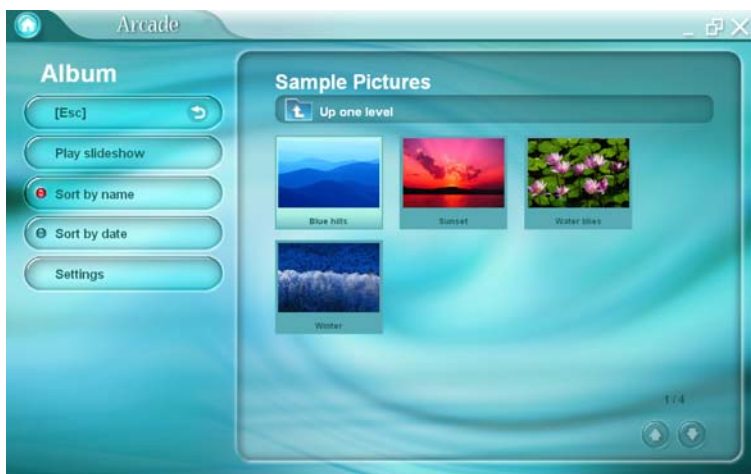 Arcade
Album
[Esc]
Play slideshow
Sort by name
Sort by date
Settings
Sample Pictures
Up one level
Blue hills
Sunset
Water lilies
Winter
1/4